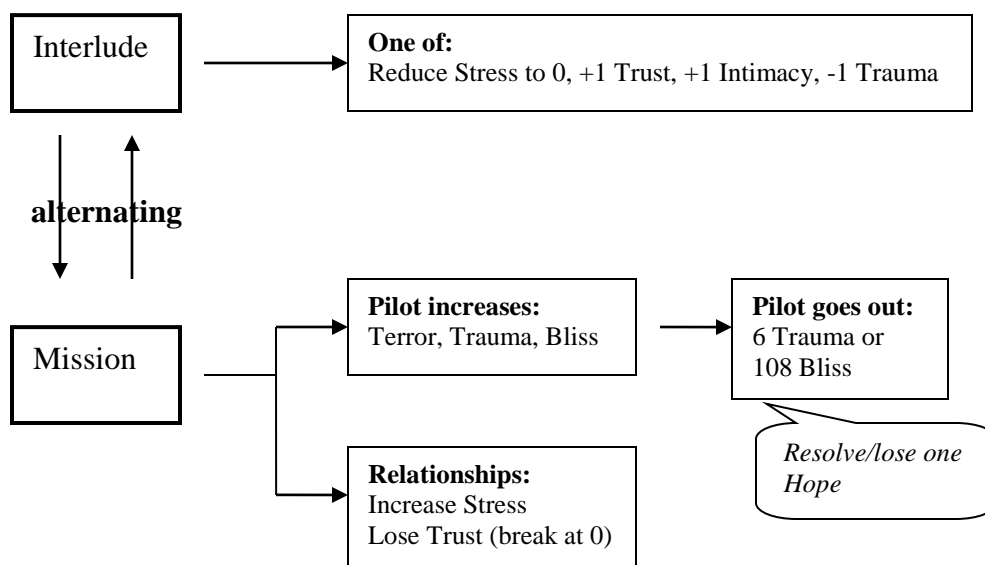 Interlude
One of:
Reduce Stress to 0, +1 Trust, +1 Intimacy, -1 Trauma
alternating
Mission
Pilot increases:
Terror, Trauma, Bliss
Pilot goes out:
6 Trauma or
108 Bliss
Resolve/lose one
Hope
Relationships:
Increase Stress
Lose Trust (break at 0)